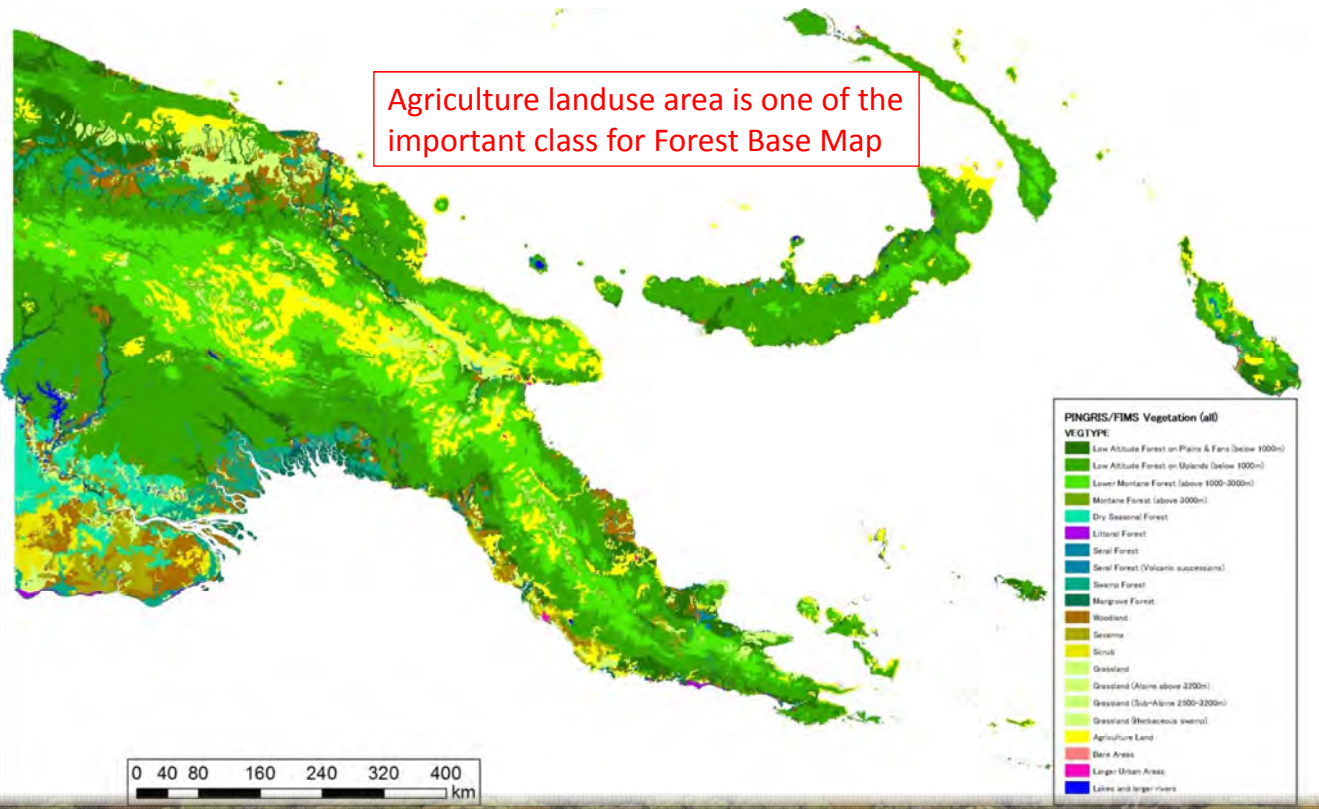 Agriculture landuse area is one of the
important class for Forest Base Map
PINGRIS/FIMS Vegetation (all)
VEGTYPE
Low Altitude Forest on Plains & Fans (below 1000m)
Low Altitude Forest on Uplands (below 1000m)
Lower Montane Forest (above 1000-3000m)
Montane Forest (above 3000m)
Dry Seasonal Forest
Littoral Forest
Seral Forest
Seral Forest (Volcanic successions)
Swamp Forest
Mangrove Forest
Woodland
Savanna
Scrub
Grassland
Grassland (Alpine above 3200m)
Grassland (Sub-Alpine 2500-3200m)
Grassland (Herbaceous swamp)
Agriculture Land
Bare Areas
Larger Urban Areas
Lakes and larger rivers
0 40 80 160 240 320 400
km